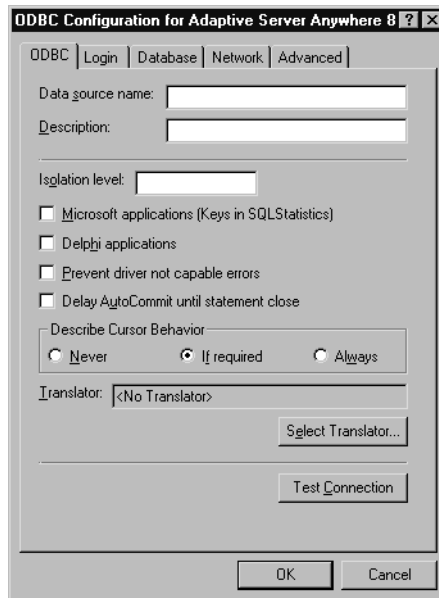 ODBC Configuration for Adaptive Server Anywhere 8 ? X
ODBC Login Database Network Advanced
Data source name:
Description:
Isolation level:
Microsoft applications (Keys in SQLStatistics)
Delphi applications
Prevent driver not capable errors
Delay AutoCommit until statement close
Describe Cursor Behavior
Never If required Always
Translator: <No Translator>
Select Translator...
Test Connection
OK Cancel